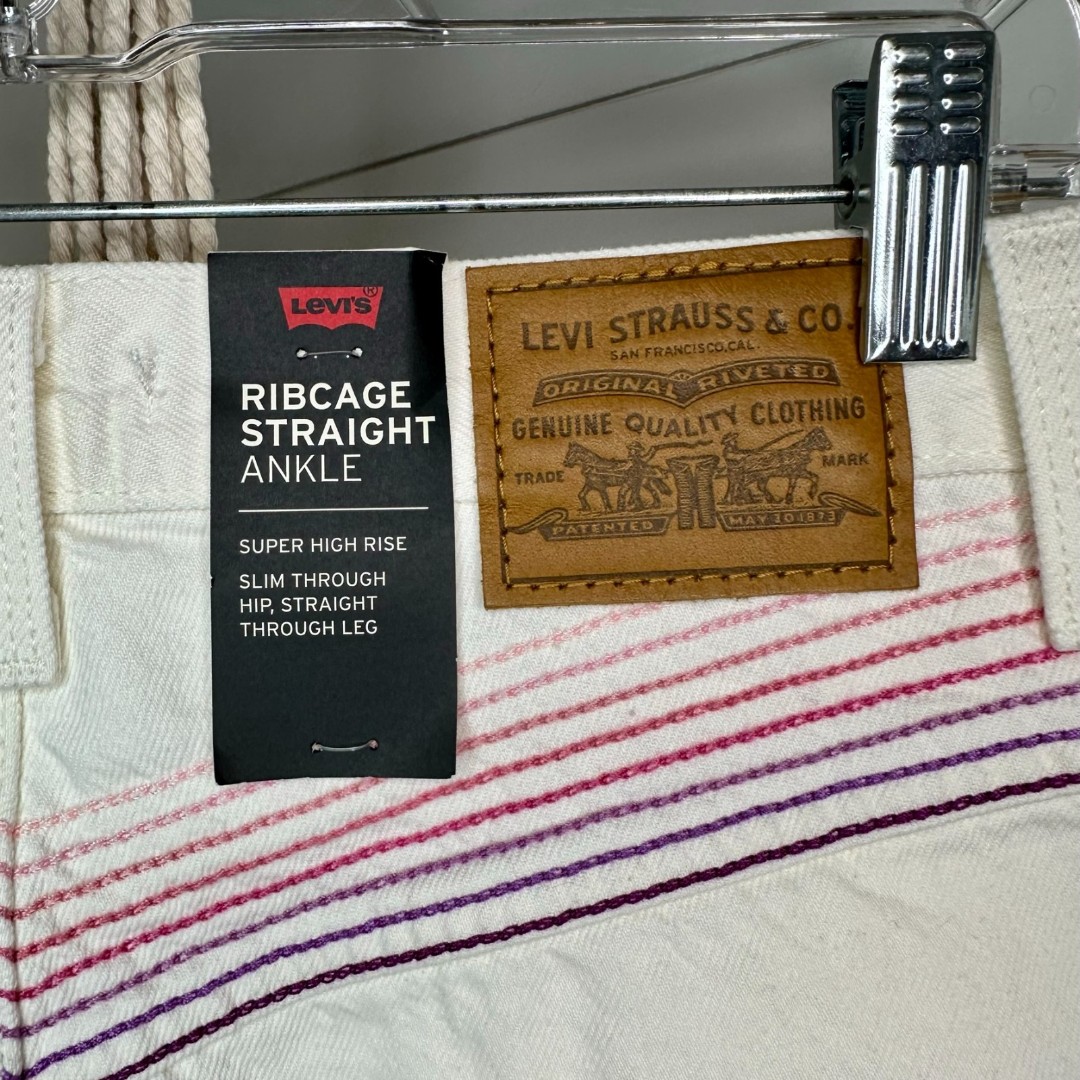 Levi's®
RIBCAGE
STRAIGHT
ANKLE
SUPER HIGH RISE
SLIM THROUGH
HIP, STRAIGHT
THROUGH LEG
LEVI STRAUSS & CO.
SAN FRANCISCO, CAL.
ORIGINAL RIVETED
GENUINE QUALITY CLOTHING
TRADE MARK
PATENTED MAY 20 1873